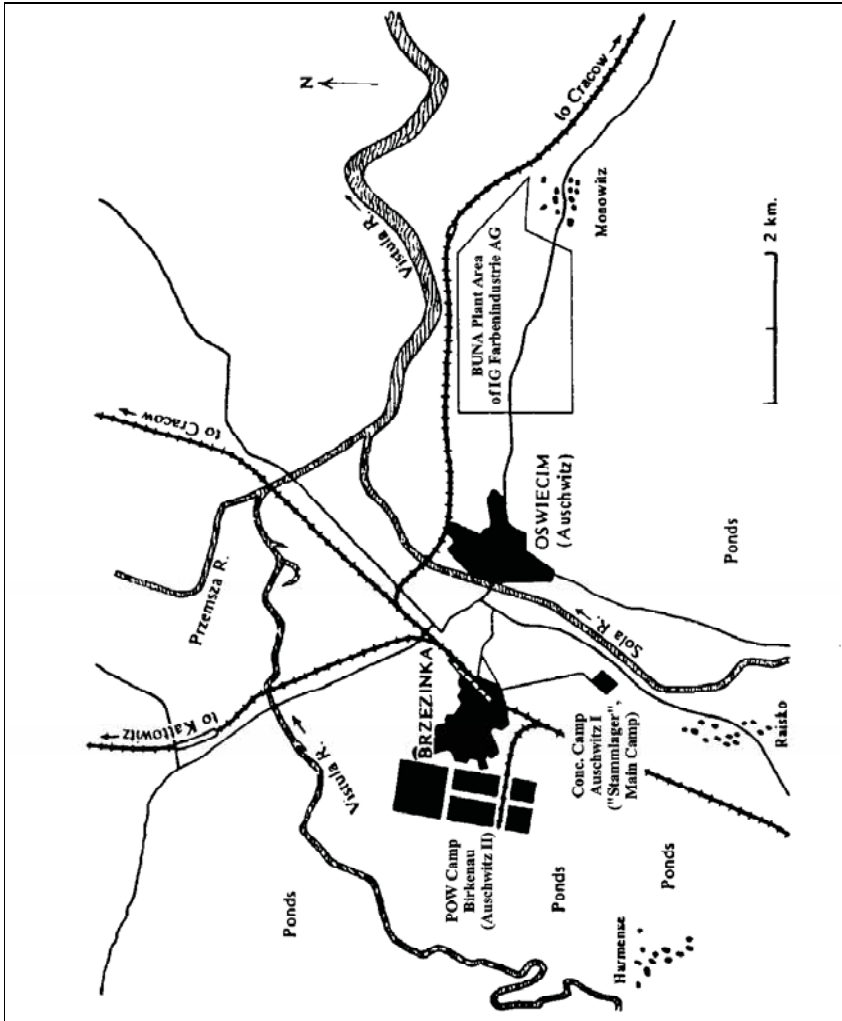 to Kattowitz
to Cracow
Przemsza R.
Ponds
Vistula R.
N
Vistula R.
BRZEZINKA
POW Camp
Birkenau
(Auschwitz II)
BUNA Plant Area
of IG Farbenindustrie AG
to Cracow
OSWIECIM
(Auschwitz)
Ponds
Conc. Camp
Auschwitz I
("Stammlager",
Main Camp)
Sola R.
Mosowitz
Harmense
Ponds
Ponds
Raisko
2 km.